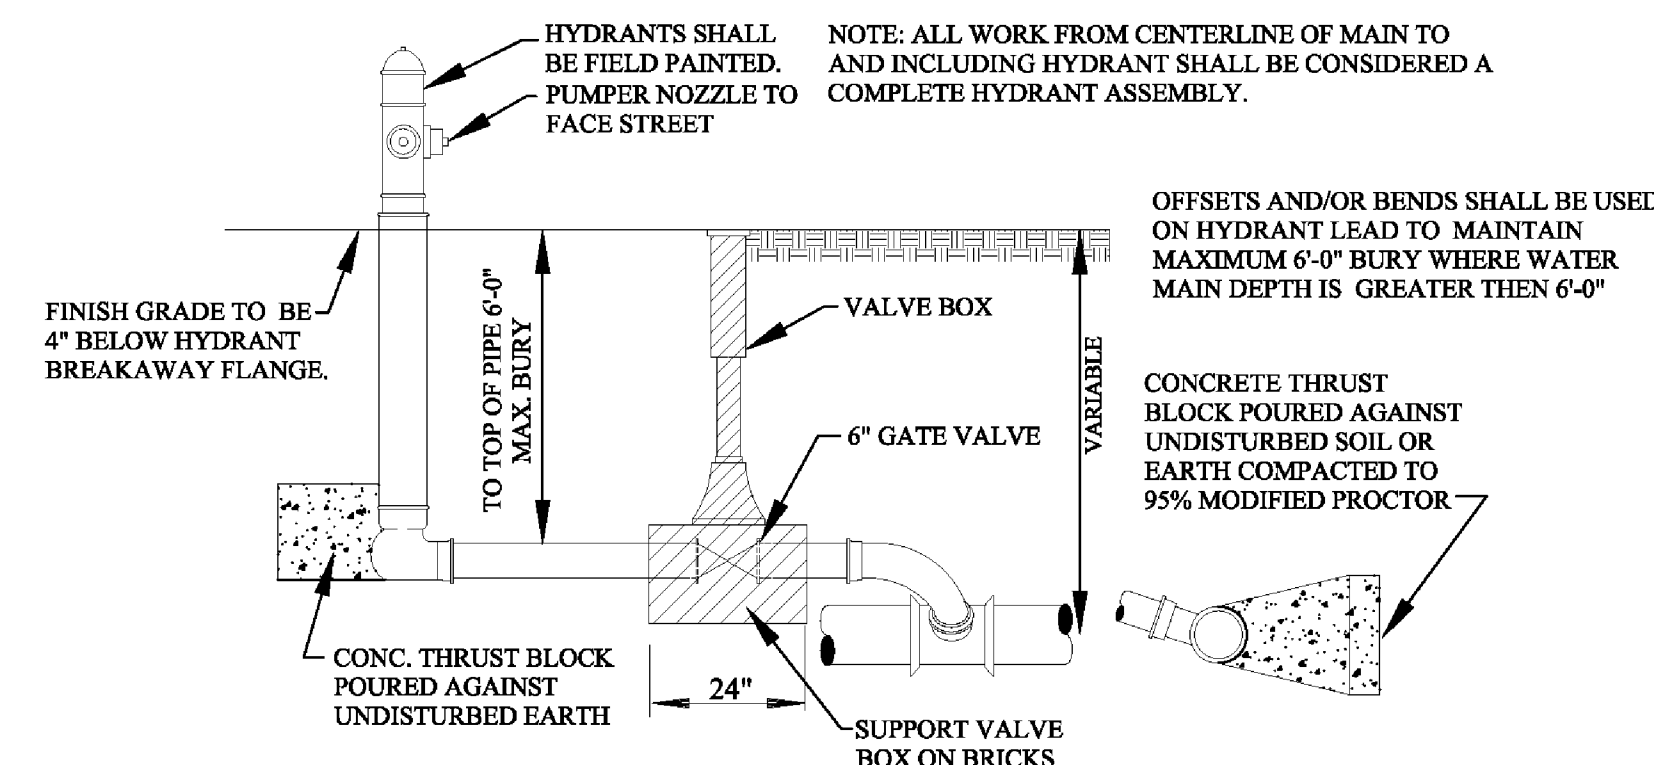 HYDRANTS SHALL
BE FIELD PAINTED.
PUMPER NOZZLE TO
FACE STREET
NOTE: ALL WORK FROM CENTERLINE OF MAIN TO
AND INCLUDING HYDRANT SHALL BE CONSIDERED A
COMPLETE HYDRANT ASSEMBLY.
OFFSETS AND/OR BENDS SHALL BE USED
ON HYDRANT LEAD TO MAINTAIN
MAXIMUM 6'-0" BURY WHERE WATER
MAIN DEPTH IS GREATER THEN 6'-0"
FINISH GRADE TO BE
4" BELOW HYDRANT
BREAKAWAY FLANGE.
TO TOP OF PIPE 6'-0"
MAX. BURY
VALVE BOX
6" GATE VALVE
VARIABLE
CONCRETE THRUST
BLOCK POURED AGAINST
UNDISTURBED SOIL OR
EARTH COMPACTED TO
95% MODIFIED PROCTOR
CONC. THRUST BLOCK
POURED AGAINST
UNDISTURBED EARTH
24"
SUPPORT VALVE
BOX ON BRICKS